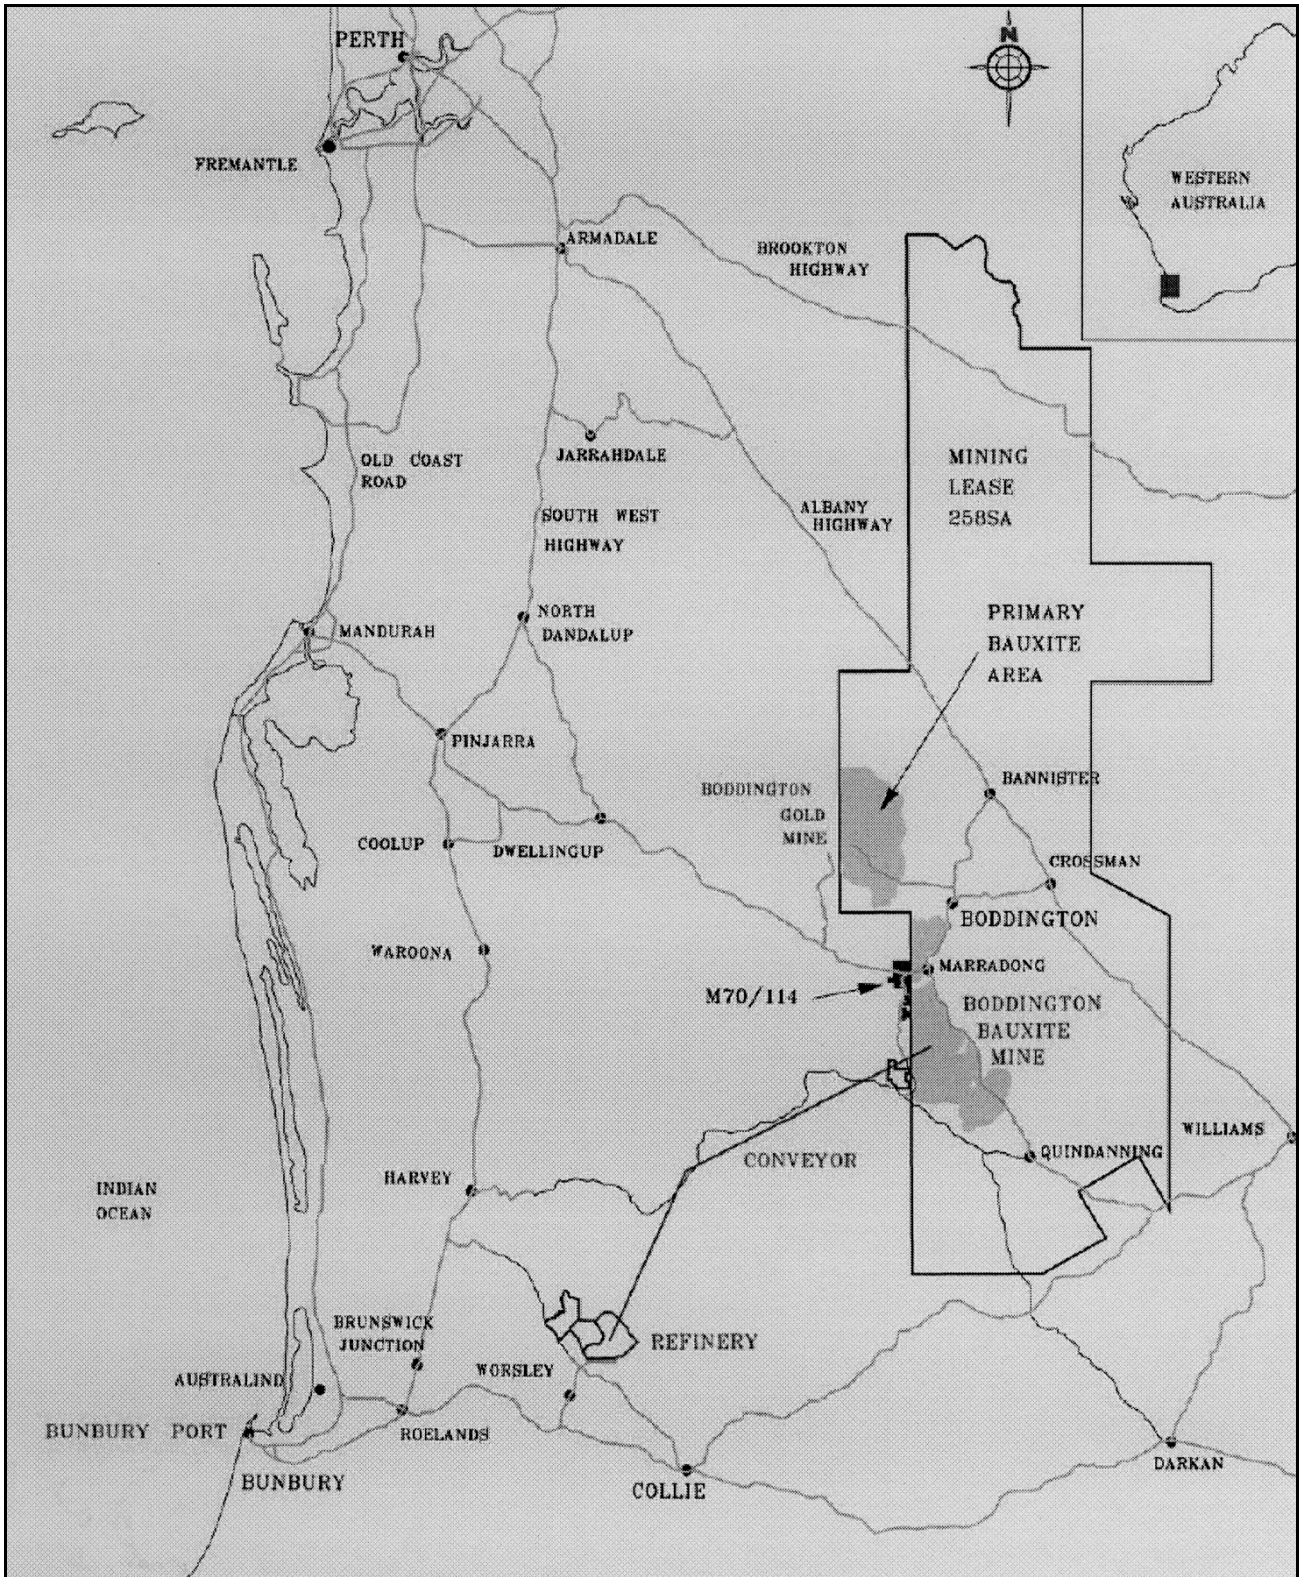 PERTH
N
FREMANTLE
WESTERN
AUSTRALIA
ARMADALE
BROOKTON
HIGHWAY
JARRAHDALE
OLD COAST
ROAD
MINING
LEASE
258SA
SOUTH WEST
HIGHWAY
ALBANY
HIGHWAY
MANDURAH
NORTH
DANDALUP
PRIMARY
BAUXITE
AREA
PINJARRA
BODDINGTON
GOLD
MINE
BANNISTER
COOLUP
DWELLINGUP
CROSSMAN
BODDINGTON
WAROONA
MARRADONG
M70/114
BODDINGTON
BAUXITE
MINE
WILLIAMS
QUINDANNING
CONVEYOR
HARVEY
INDIAN
OCEAN
BRUNSWICK
JUNCTION
REFINERY
WORSLEY
AUSTRALIND
BUNBURY PORT
ROELANDS
BUNBURY
COLLIE
DARKAN